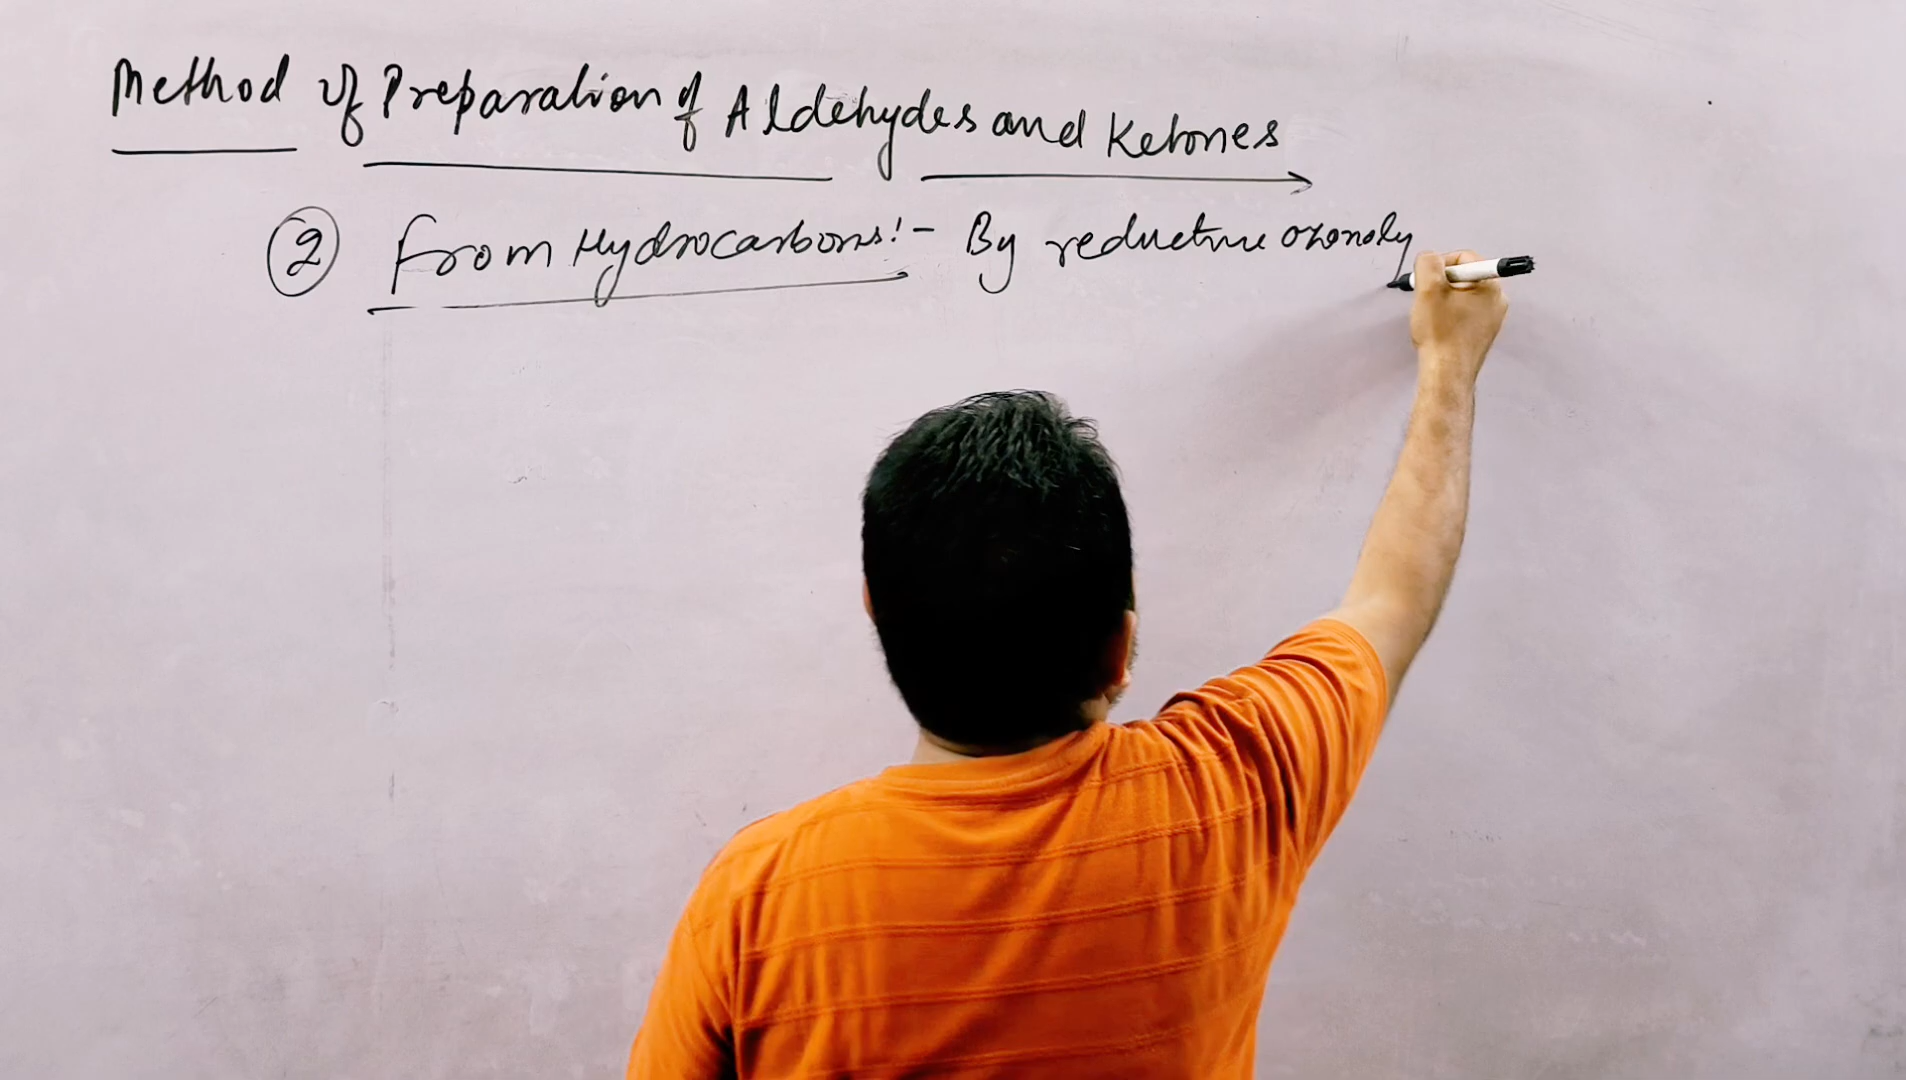 Method of Preparation of Aldehydes and Ketones
② From Hydrocarbons:- By reductive ozonoly